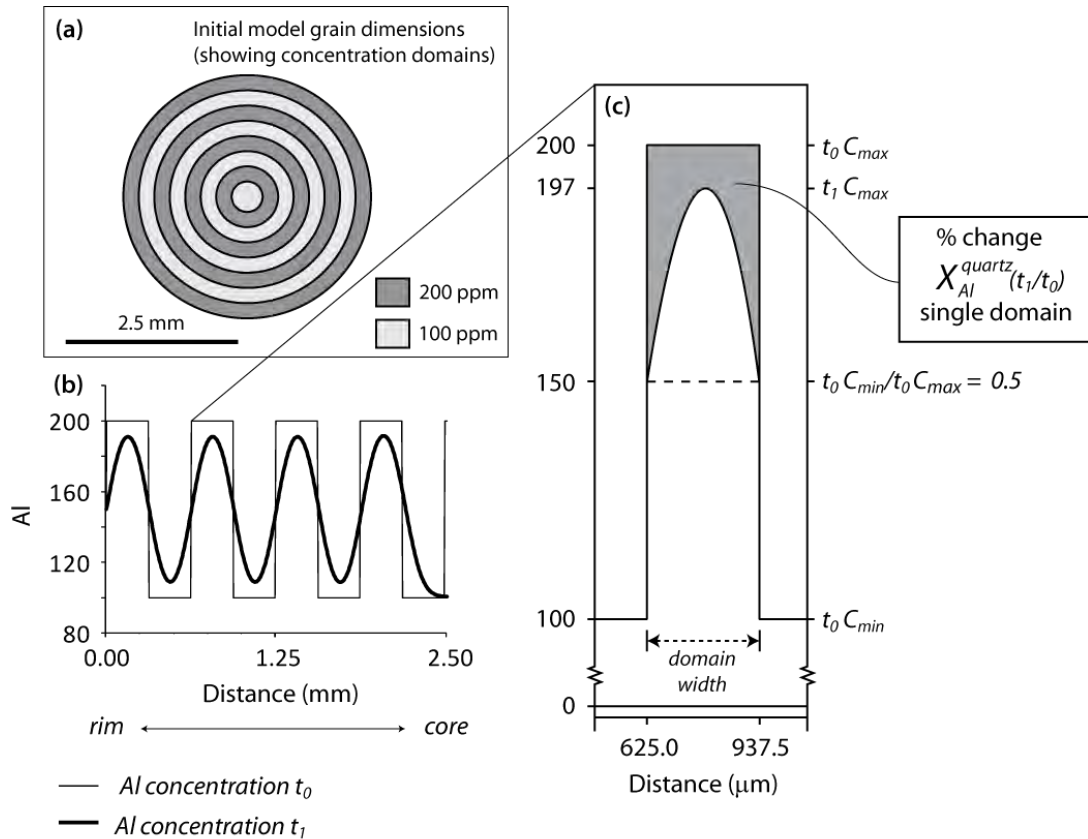 (a)
Initial model grain dimensions
(showing concentration domains)
200 ppm
100 ppm
2.5 mm
(b)
200
160
120
80
Al
0.00
1.25
2.50
Distance (mm)
rim
core
Al concentration t0
Al concentration t1
(c)
200
197
150
100
0
t0 Cmax
t1 Cmax
t0 Cmin/t0 Cmax = 0.5
t0 Cmin
% change
X Al quartz (t1/t0)
single domain
domain
width
625.0
937.5
Distance (μm)